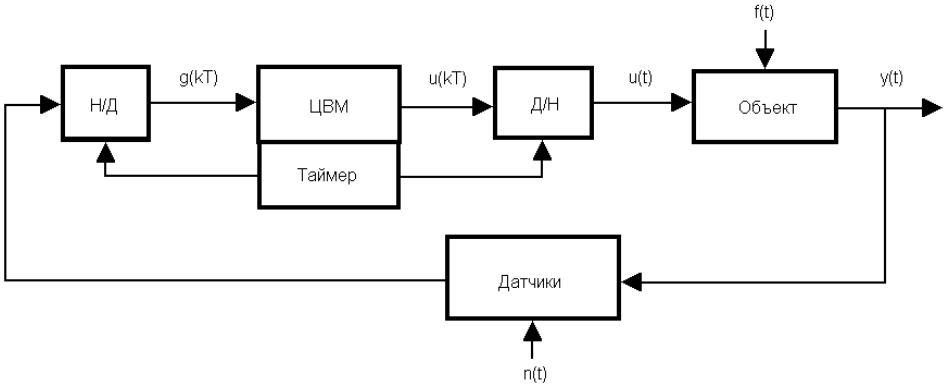 f(t)
g(kT)
u(kT)
u(t)
y(t)
Н/Д
ЦВМ
Д/Н
Объект
Таймер
Датчики
n(t)